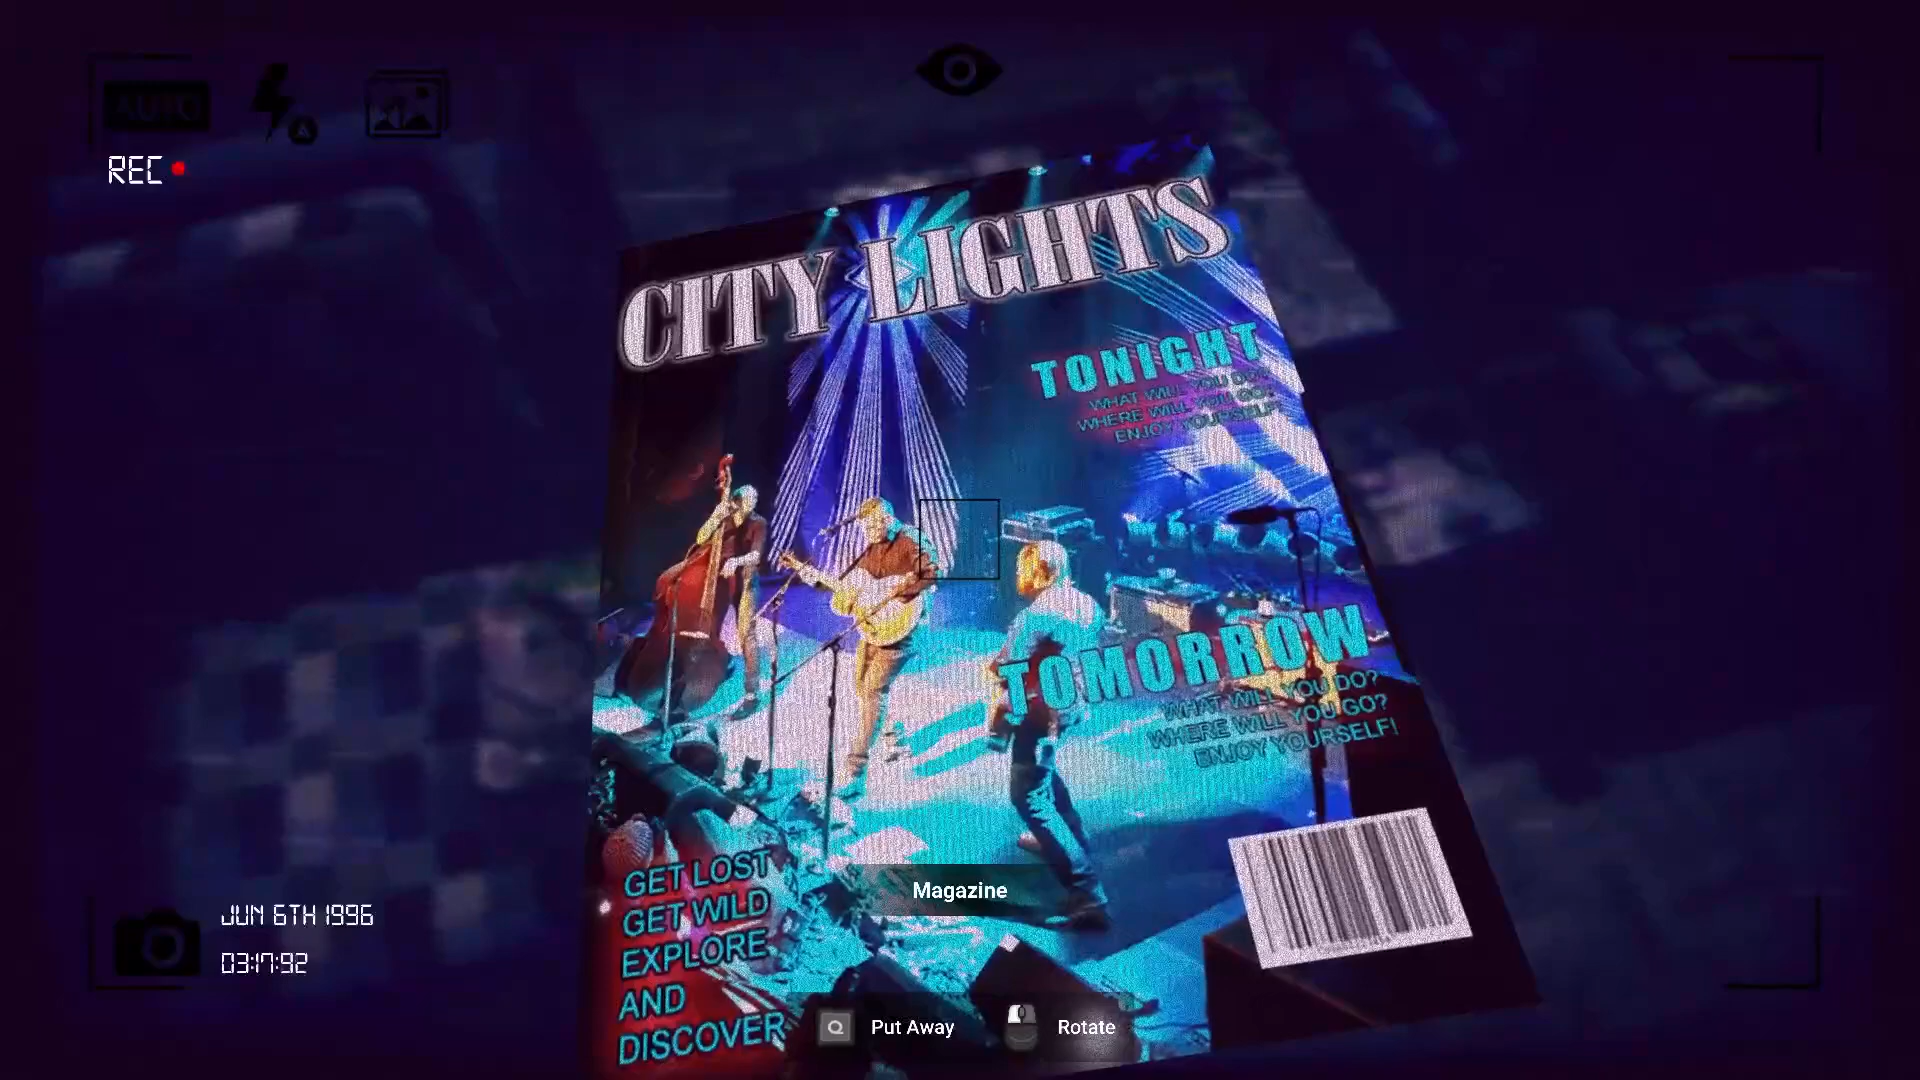 AUTO
A
REC
CITY LIGHTS
TONIGHT
WHAT WILL YOU DO?
WHERE WILL YOU GO?
ENJOY YOURSELF!
TOMORROW
WHAT WILL YOU DO?
WHERE WILL YOU GO?
ENJOY YOURSELF!
GET LOST
GET WILD
EXPLORE
AND
DISCOVER
Magazine
JUN 6TH 1996
03:17:92
Q Put Away
Rotate